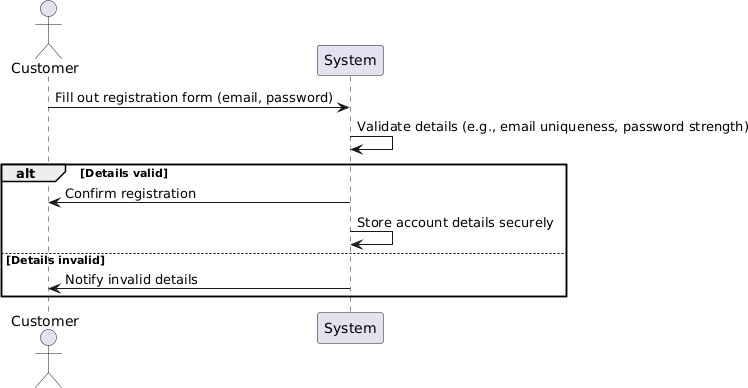 Customer
System
Fill out registration form (email, password)
Validate details (e.g., email uniqueness, password strength)
alt [Details valid]
Confirm registration
Store account details securely
[Details invalid]
Notify invalid details
Customer
System